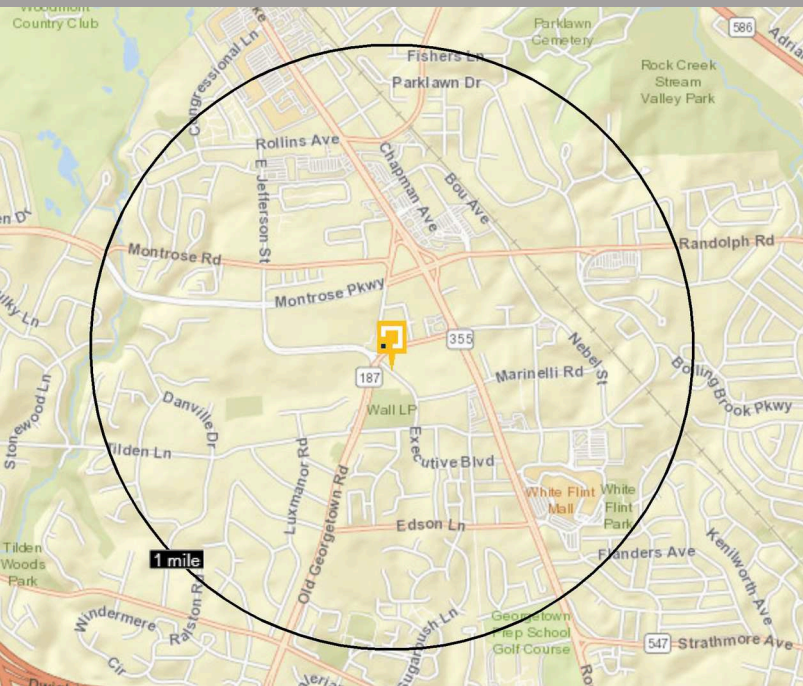 Woodmont
Country Club
Parklawn
Cemetery
586
Congressional Ln
Fishers Ln
Parklawn Dr
Rock Creek
Stream
Valley Park
Rollins Ave
E Jefferson St
Chapman Ave
Bou Ave
Montrose Rd
Randolph Rd
Montrose Pkwy
355
187
Nebel St
Marinelli Rd
Boiling Brook Pkwy
Stonewood Ln
Danville Dr
Wall LP
Tilden Ln
Luxmanor Rd
Old Georgetown Rd
Executive Blvd
White Flint
Mall
White
Flint
Park
Edson Ln
Flanders Ave
Kenilworth Ave
1 mile
Tilden
Woods
Park
Ralston Rd
Windermere
Cir
Sugarbush Ln
Georgetown
Prep School
Golf Course
547
Strathmore Ave